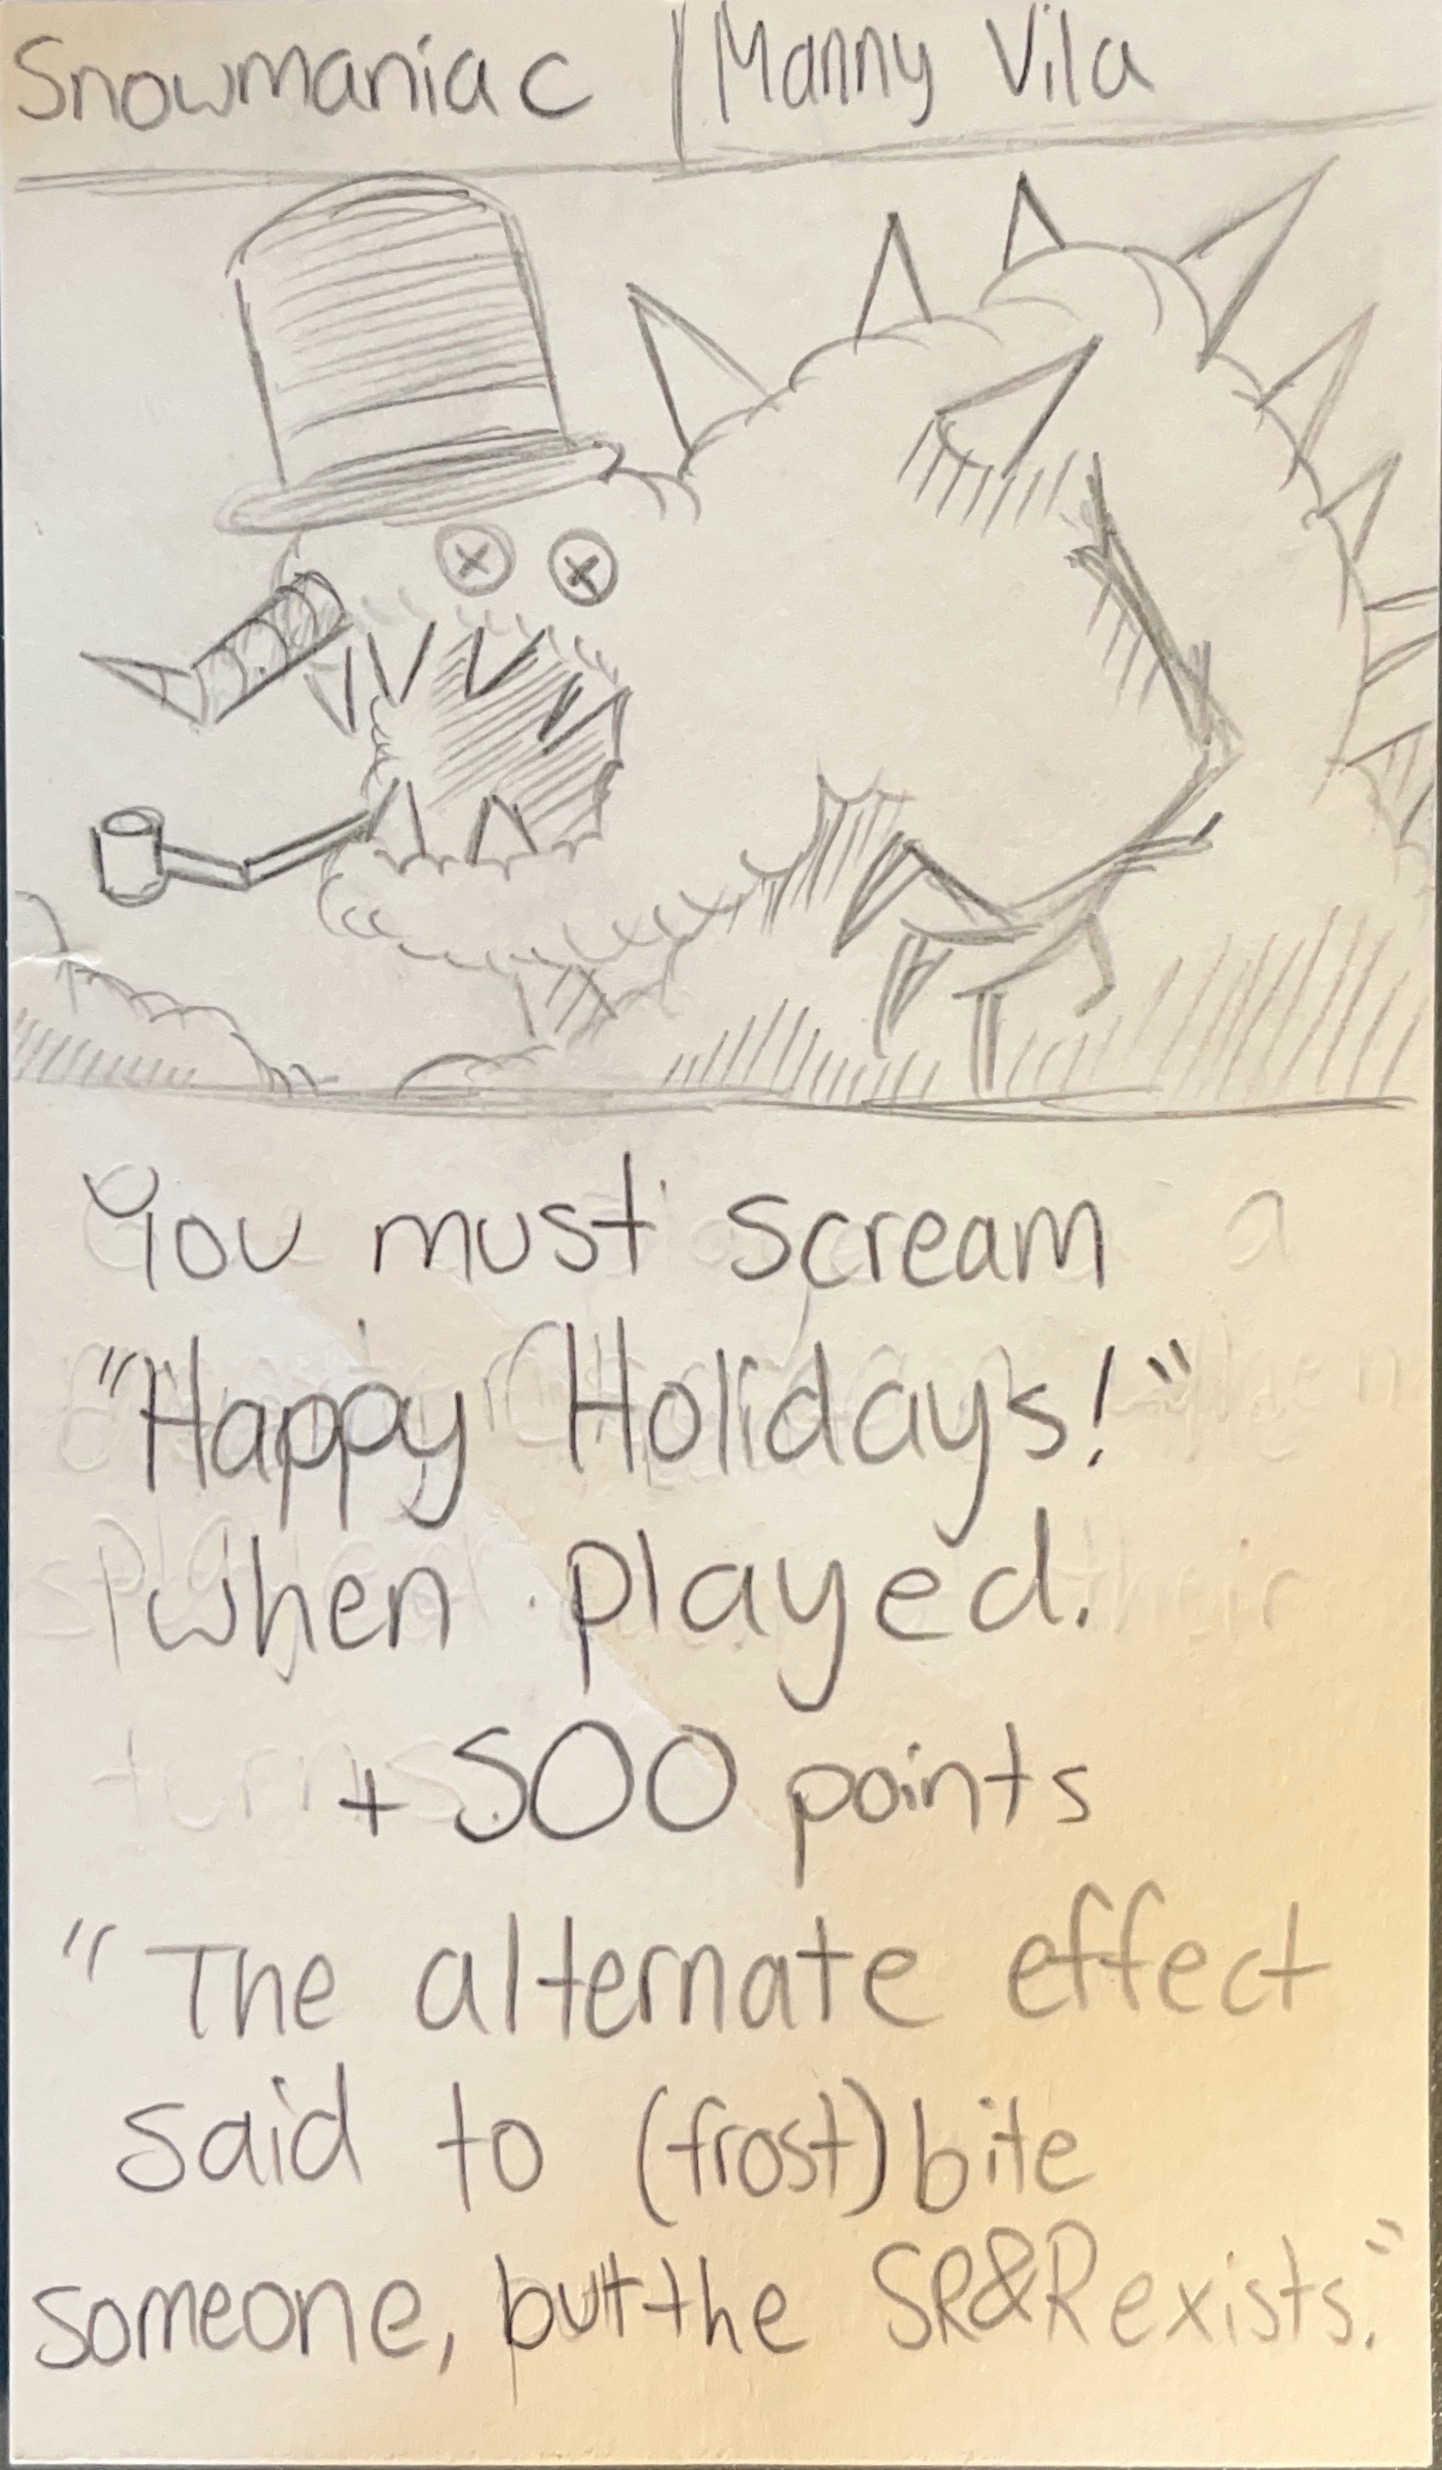 Snowmaniac | Manny Vila
You must scream
"Happy Holidays!"
when played.
+500 points
"The alternate effect
said to (frost)bite
someone, but the SR&R exists."